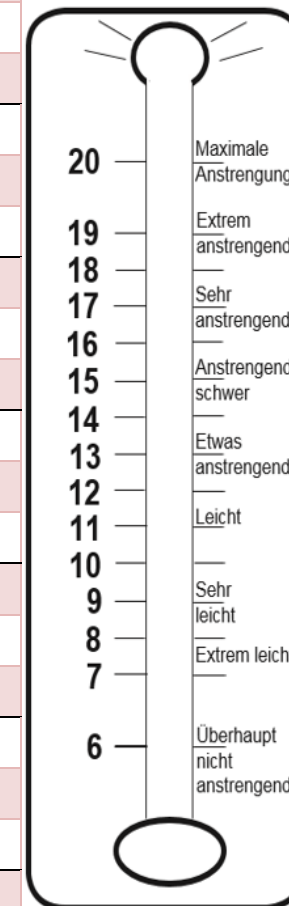 20
Maximale
Anstrengung
19
Extrem
anstrengend
18
17
Sehr
anstrengend
16
15
Anstrengend
schwer
14
13
Etwas
anstrengend
12
11
Leicht
10
9
Sehr
leicht
8
Extrem leich
7
6
Überhaupt
nicht
anstrengend